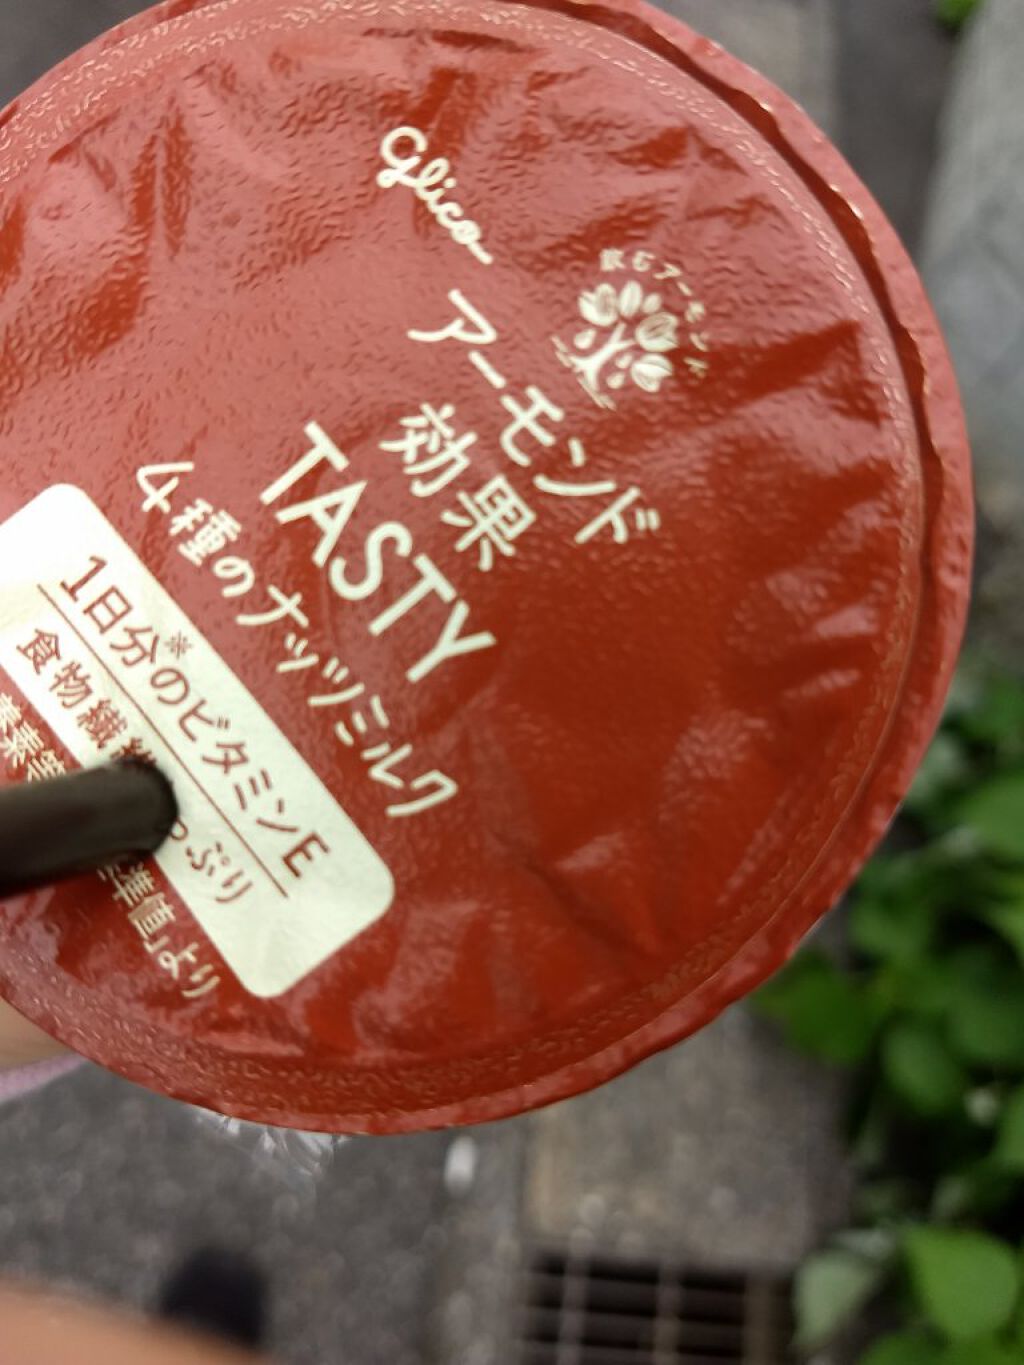 Glico
飲むアーモンド
アーモンド
効果
TASTY
4種のナッツミルク
1日分※のビタミンE
食物繊維 っぷり
準値」より